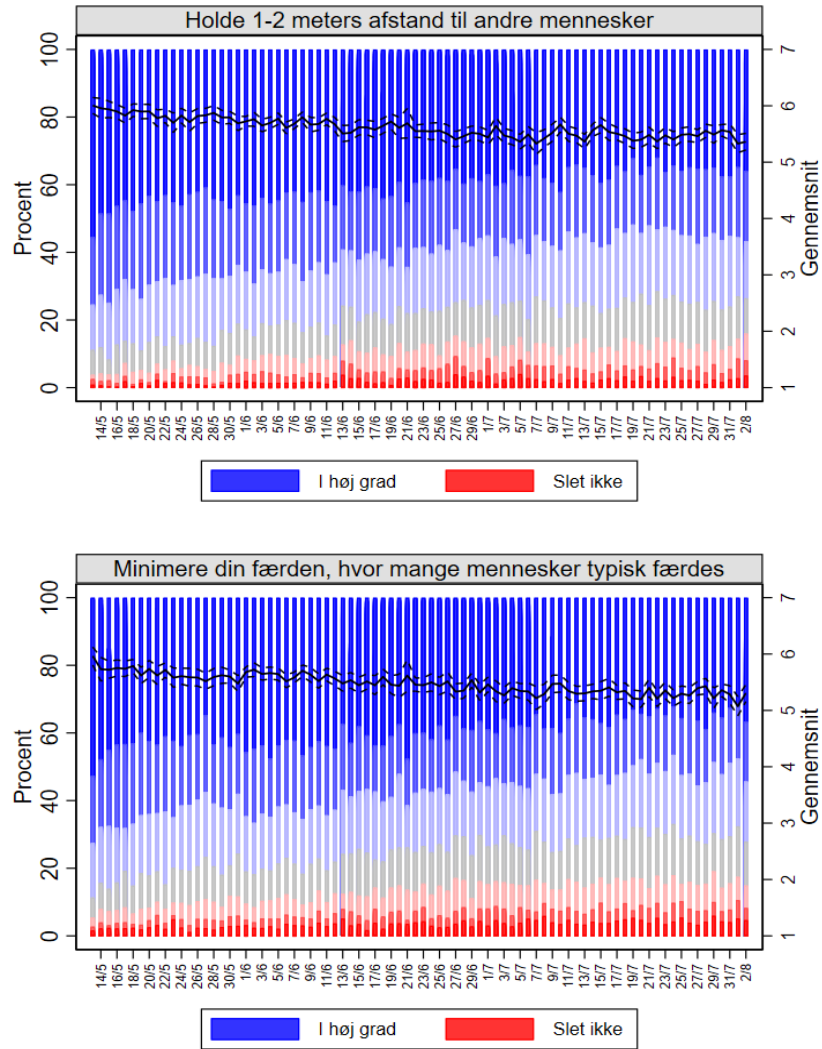 Holde 1-2 meters afstand til andre mennesker
100
80
60
40
20
0
Procent
7
6
5
4
3
2
1
Gennemsnit
14/5 16/5 18/5 20/5 22/5 24/5 26/5 28/5 30/5 1/6 3/6 5/6 7/6 9/6 11/6 13/6 15/6 17/6 19/6 21/6 23/6 25/6 27/6 29/6 1/7 3/7 5/7 7/7 9/7 11/7 13/7 15/7 17/7 19/7 21/7 23/7 25/7 27/7 29/7 31/7 2/8
I høj grad Slet ikke
Minimere din færden, hvor mange mennesker typisk færdes
100
80
60
40
20
0
Procent
7
6
5
4
3
2
1
Gennemsnit
14/5 16/5 18/5 20/5 22/5 24/5 26/5 28/5 30/5 1/6 3/6 5/6 7/6 9/6 11/6 13/6 15/6 17/6 19/6 21/6 23/6 25/6 27/6 29/6 1/7 3/7 5/7 7/7 9/7 11/7 13/7 15/7 17/7 19/7 21/7 23/7 25/7 27/7 29/7 31/7 2/8
I høj grad Slet ikke